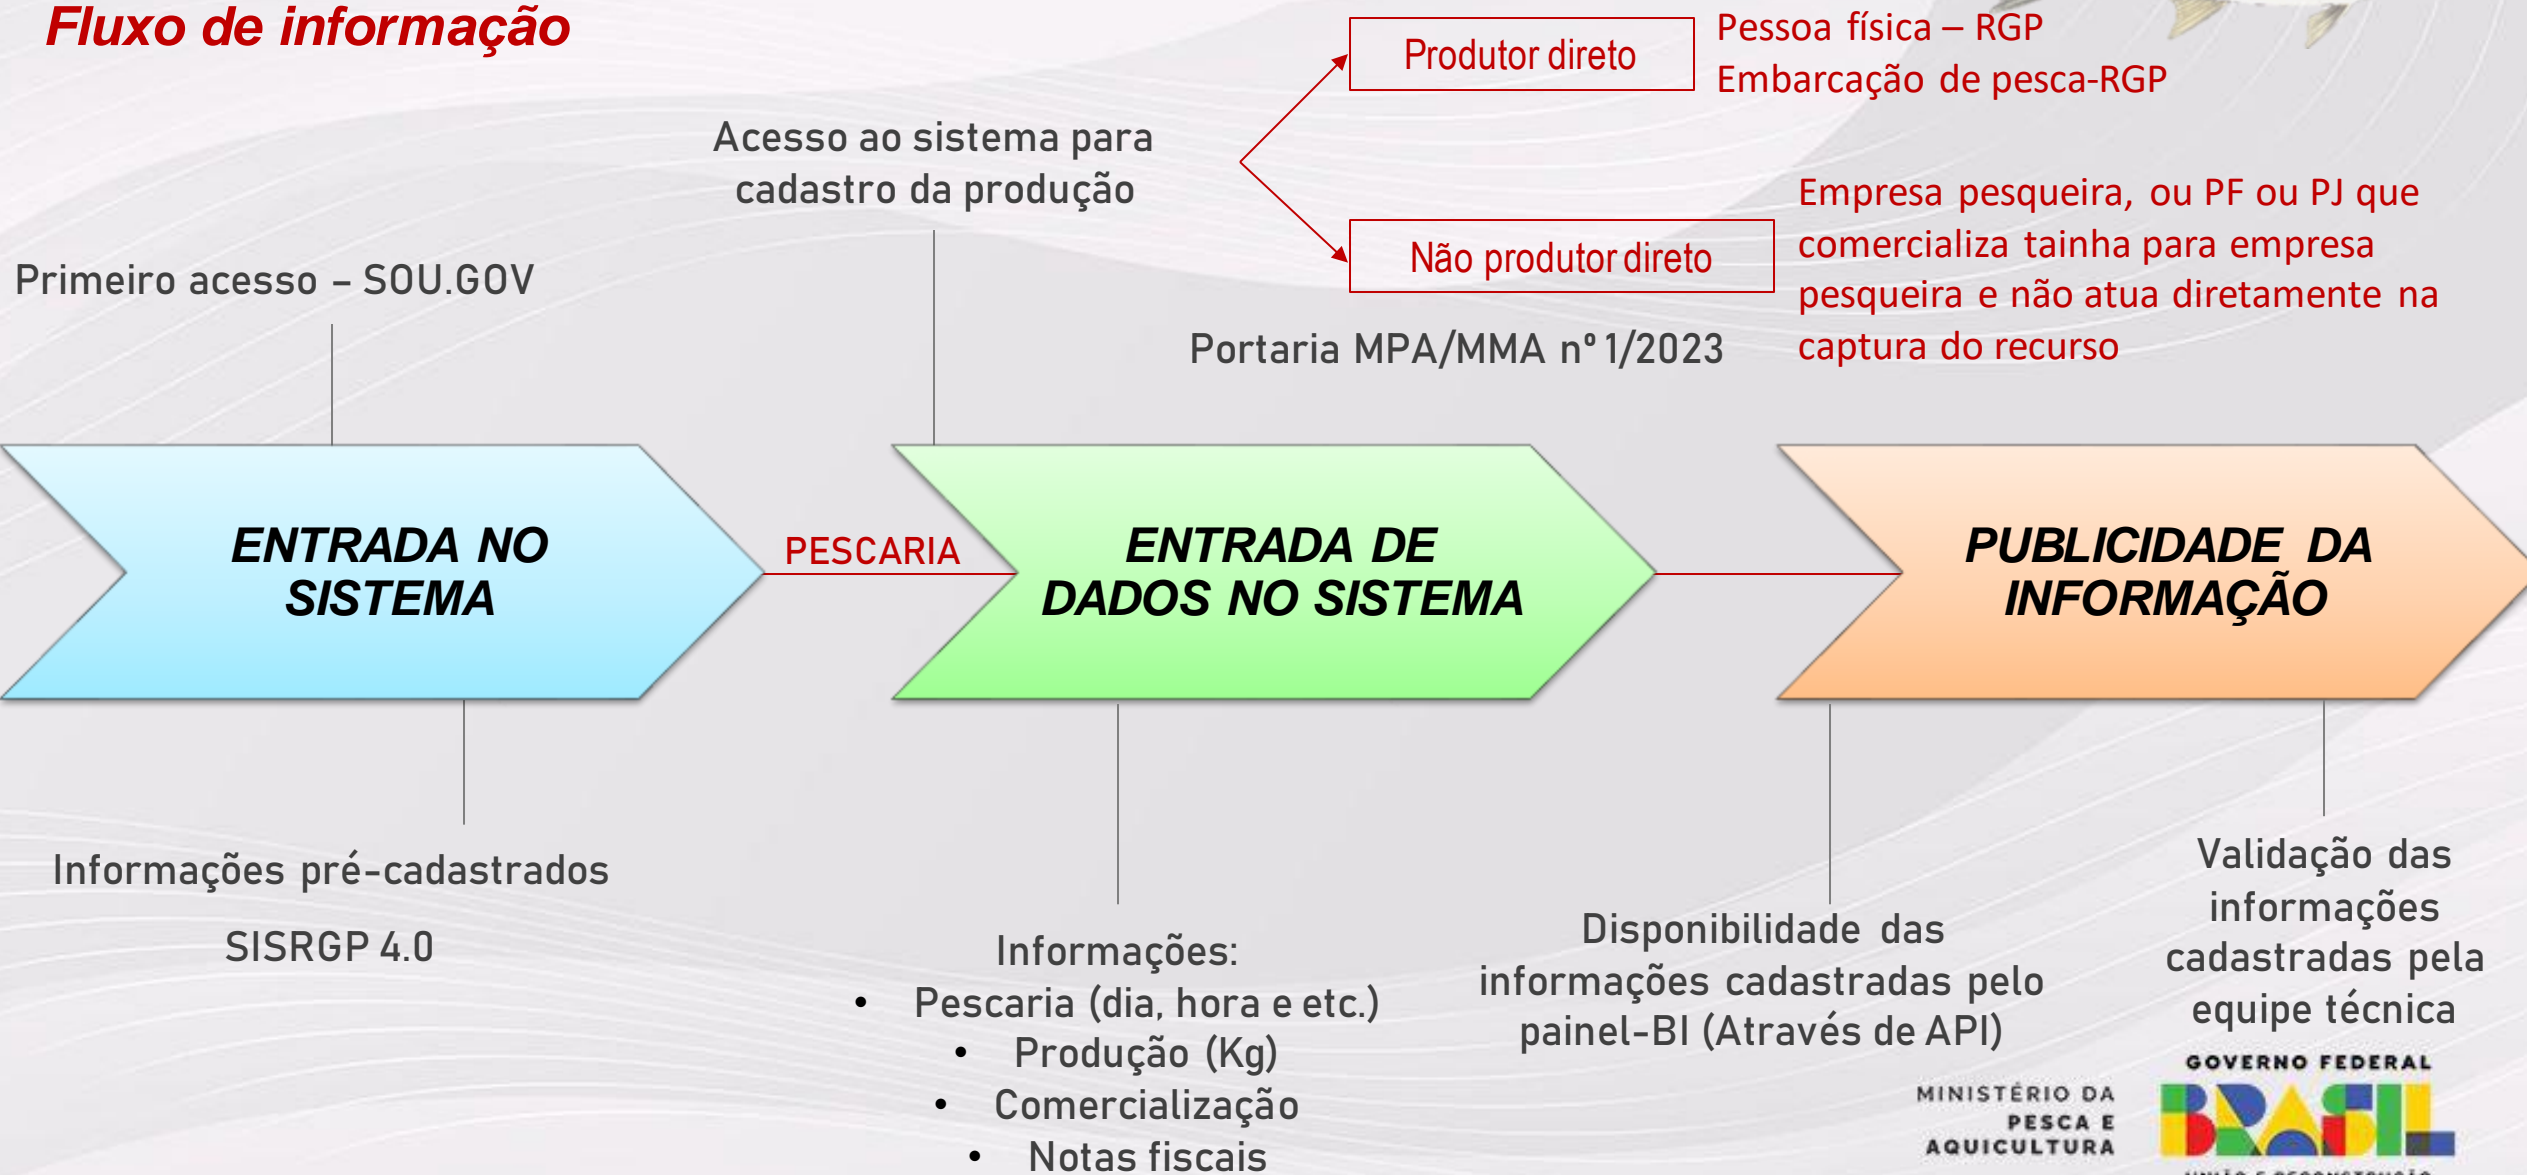 Fluxo de informação
Produtor direto
Pessoa física – RGP
Embarcação de pesca-RGP
Acesso ao sistema para
cadastro da produção
Não produtor direto
Empresa pesqueira, ou PF ou PJ que
comercializa tainha para empresa
pesqueira e não atua diretamente na
captura do recurso
Primeiro acesso – SOU.GOV
Portaria MPA/MMA nº 1/2023
ENTRADA NO
SISTEMA
PESCARIA
ENTRADA DE
DADOS NO SISTEMA
PUBLICIDADE DA
INFORMAÇÃO
Informações pré-cadastrados
SISRGP 4.0
Informações:
• Pescaria (dia, hora e etc.)
• Produção (Kg)
• Comercialização
• Notas fiscais
Disponibilidade das
informações cadastradas pelo
painel-BI (Através de API)
Validação das
informações
cadastradas pela
equipe técnica
MINISTÉRIO DA
PESCA E
AQUICULTURA
GOVERNO FEDERAL
BRASIL
UNIÃO E RECONSTRUÇÃO